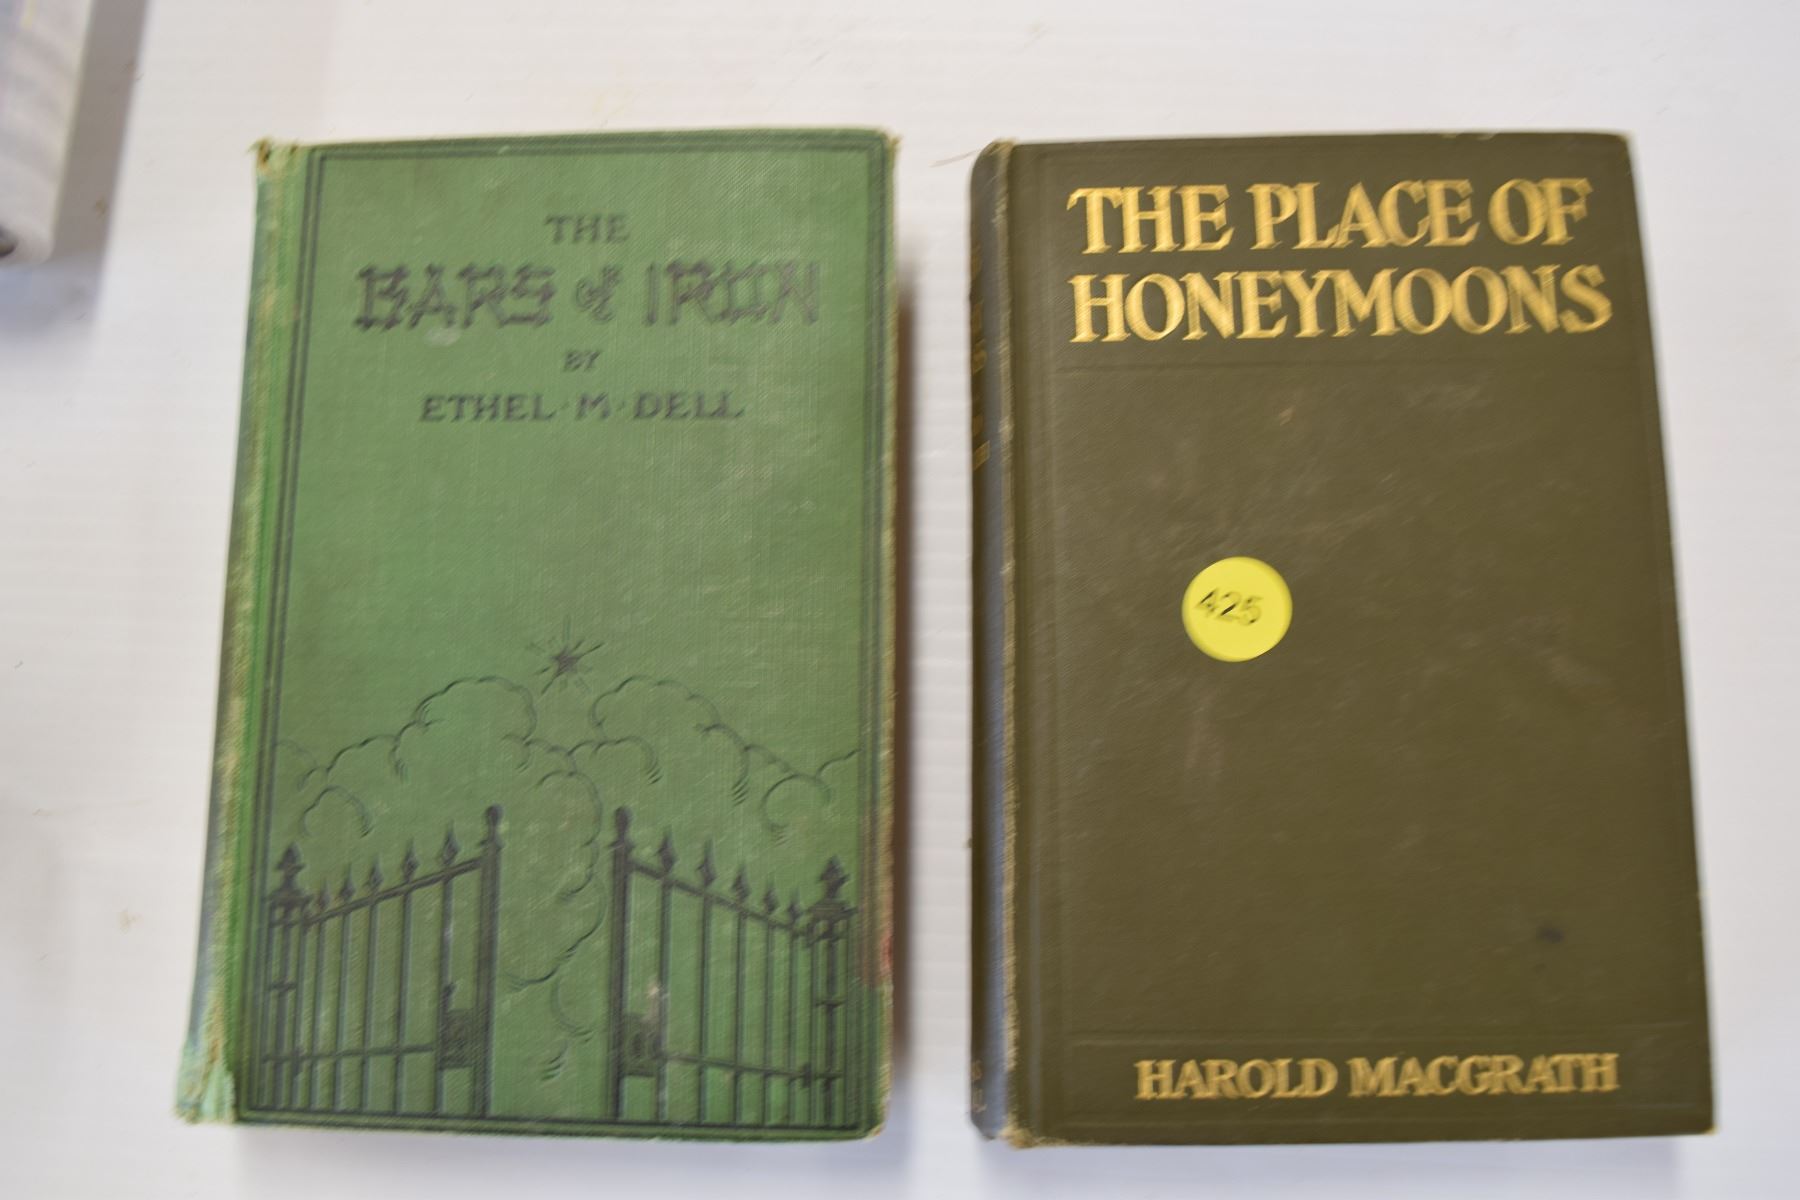 THE
BARS of IRON
BY
ETHEL · M · DELL
THE PLACE OF
HONEYMOONS
425
HAROLD MACGRATH